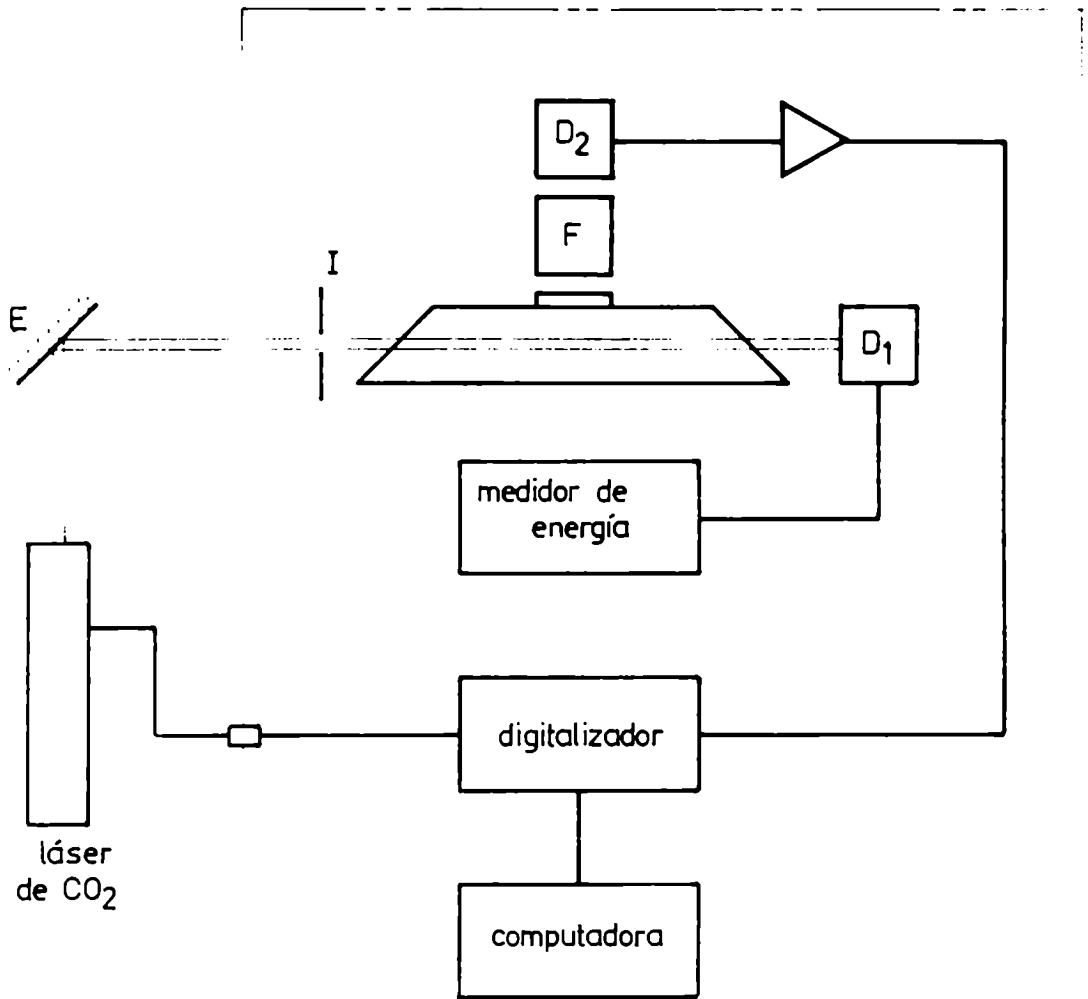 D2
F
I
E
D1
medidor de
energía
digitalizador
láser
de CO2
computadora